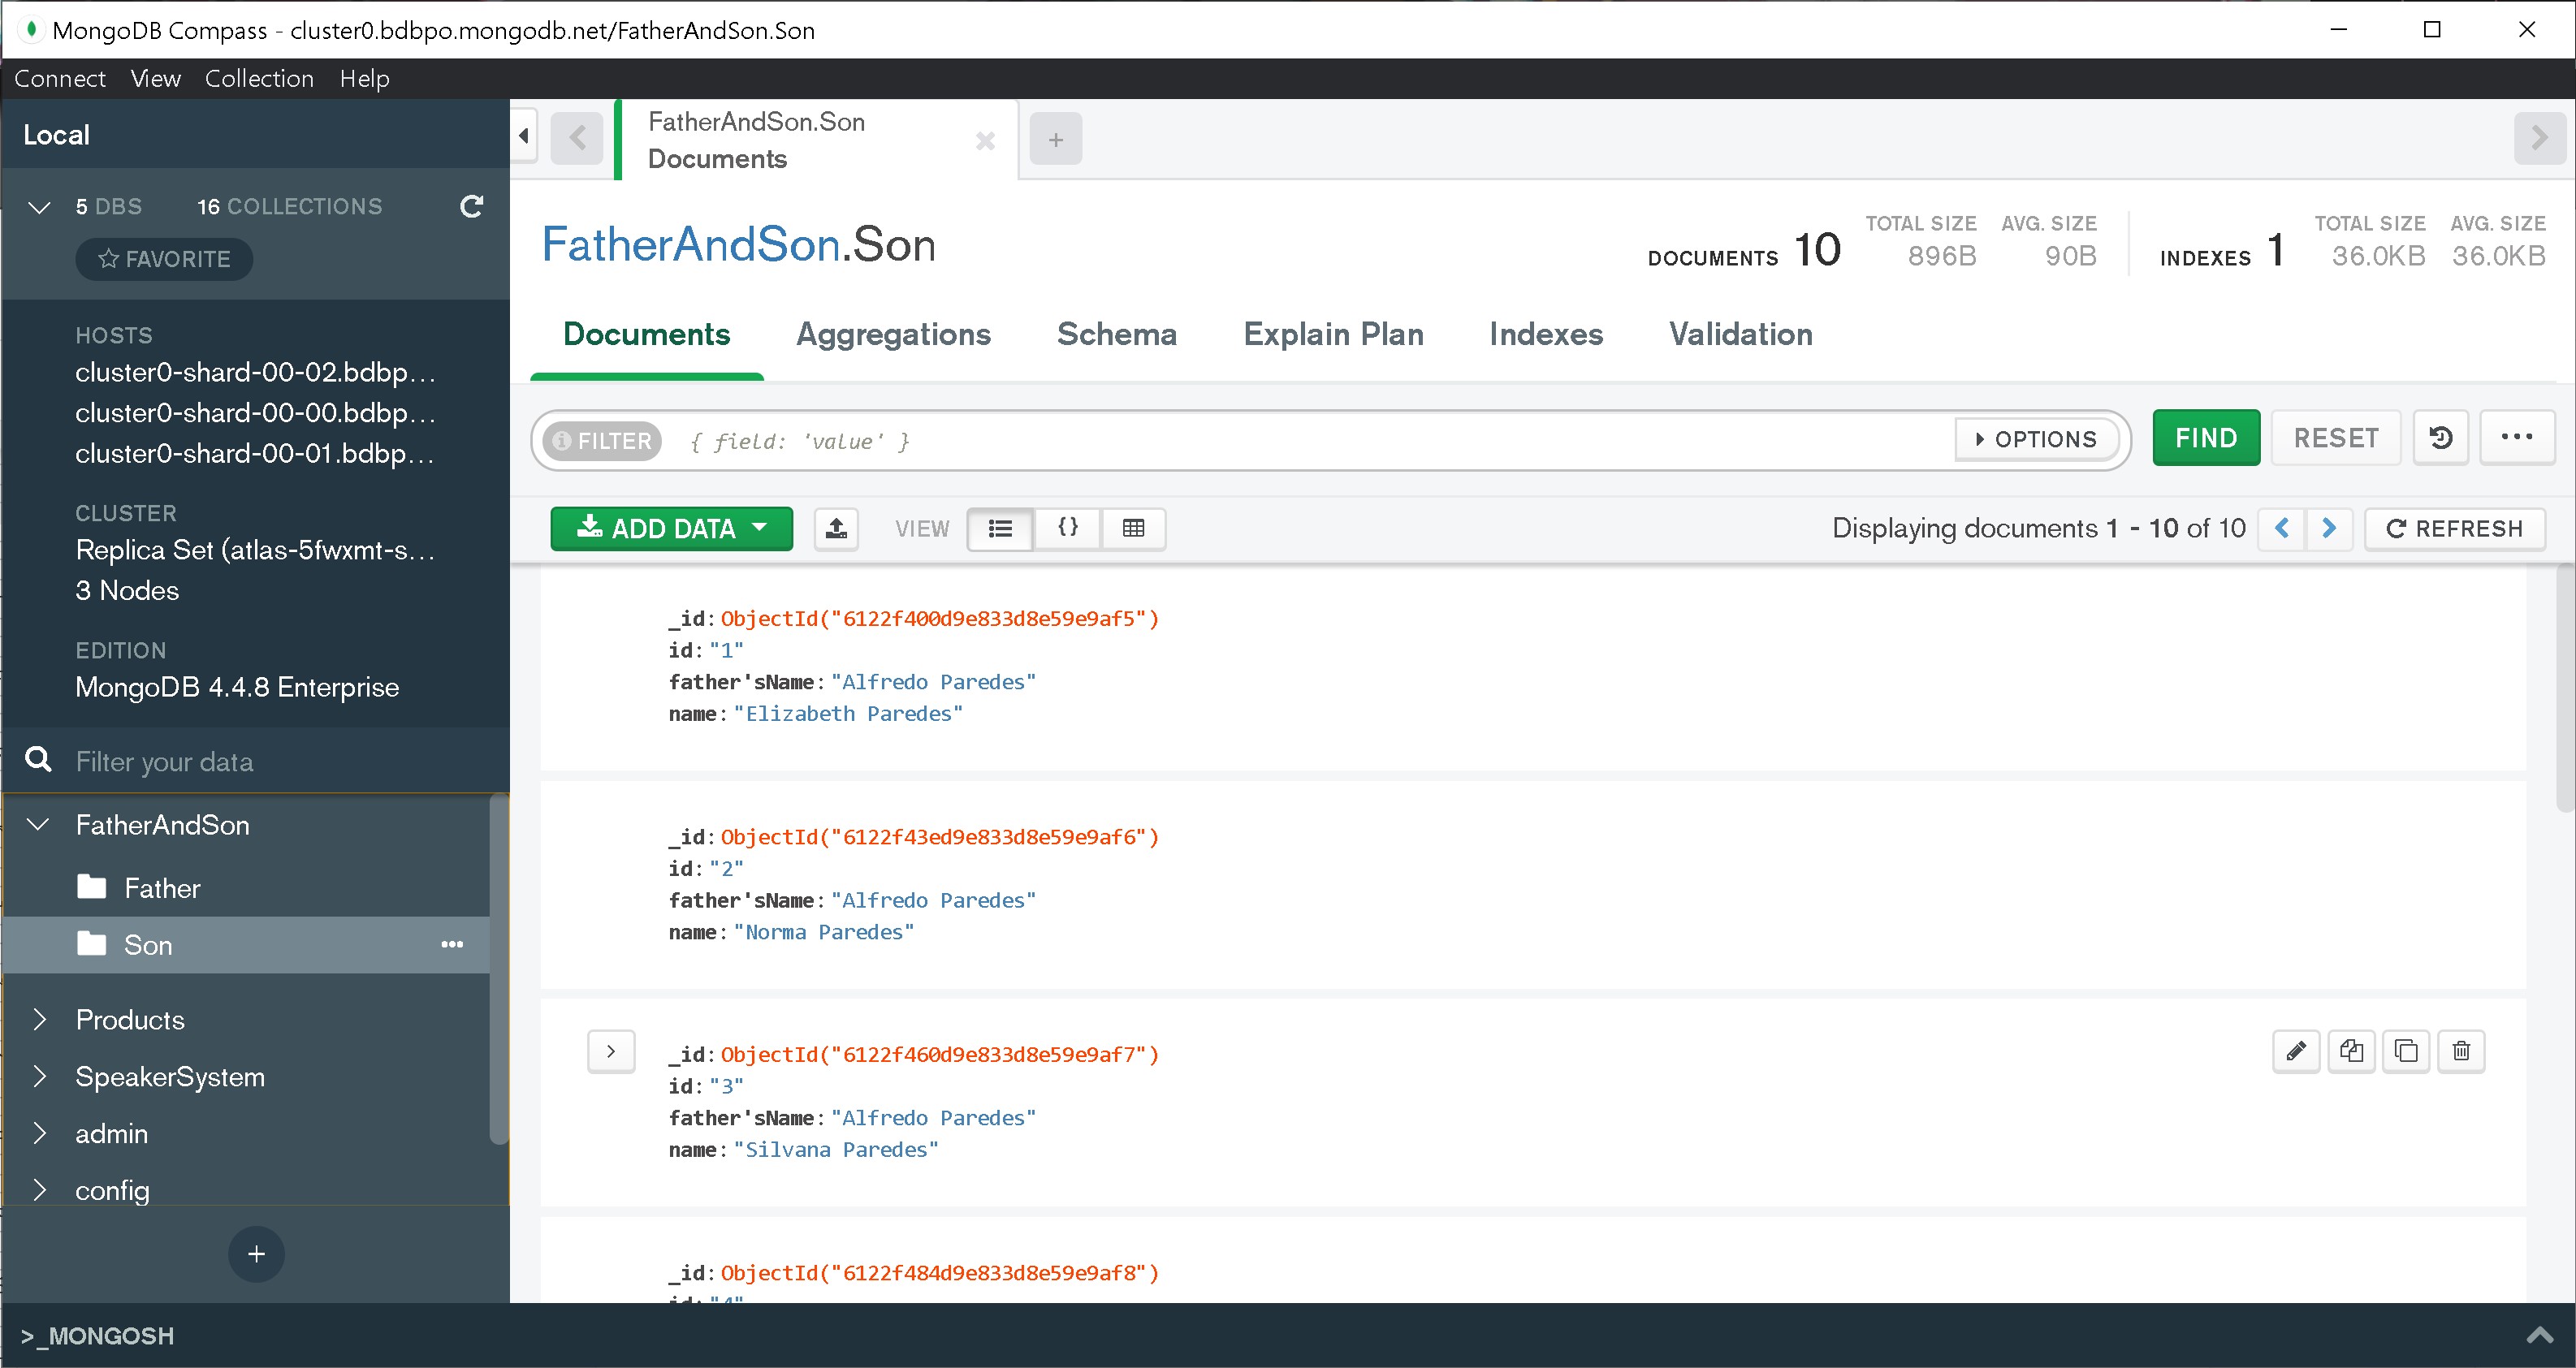 MongoDB Compass - cluster0.bdbpo.mongodb.net/FatherAndSon.Son
Connect View Collection Help
Local
5 DBS 16 COLLECTIONS
FAVORITE
HOSTS
cluster0-shard-00-02.bdbp...
cluster0-shard-00-00.bdbp...
cluster0-shard-00-01.bdbp...
CLUSTER
Replica Set (atlas-5fwxmt-s...
3 Nodes
EDITION
MongoDB 4.4.8 Enterprise
Filter your data
FatherAndSon
Father
Son
Products
SpeakerSystem
admin
config
FatherAndSon.Son
Documents
FatherAndSon.Son
DOCUMENTS 10 TOTAL SIZE 896B AVG. SIZE 90B INDEXES 1 TOTAL SIZE 36.0KB AVG. SIZE 36.0KB
Documents Aggregations Schema Explain Plan Indexes Validation
FILTER { field: 'value' } OPTIONS FIND RESET ...
ADD DATA VIEW {} Displaying documents 1 - 10 of 10 REFRESH
_id: ObjectId("6122f400d9e833d8e59e9af5")
id: "1"
father'sName: "Alfredo Paredes"
name: "Elizabeth Paredes"
_id: ObjectId("6122f43ed9e833d8e59e9af6")
id: "2"
father'sName: "Alfredo Paredes"
name: "Norma Paredes"
_id: ObjectId("6122f460d9e833d8e59e9af7")
id: "3"
father'sName: "Alfredo Paredes"
name: "Silvana Paredes"
_id: ObjectId("6122f484d9e833d8e59e9af8")
id: "4"
>_MONGOSH